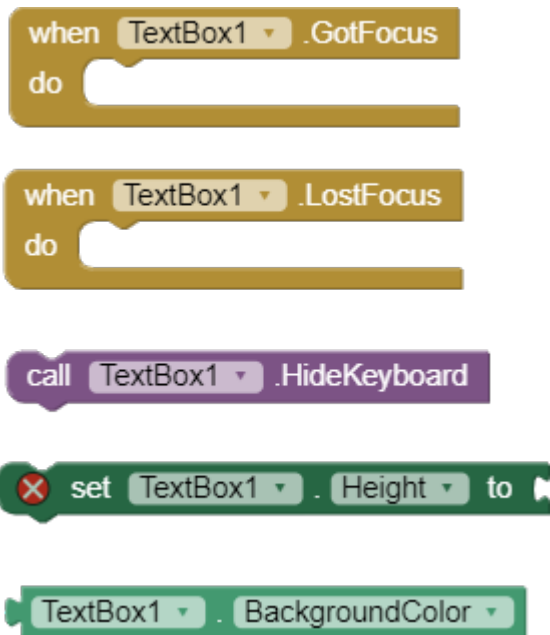 when TextBox1 .GotFocus
do
when TextBox1 .LostFocus
do
call TextBox1 .HideKeyboard
set TextBox1 . Height to
TextBox1 . BackgroundColor